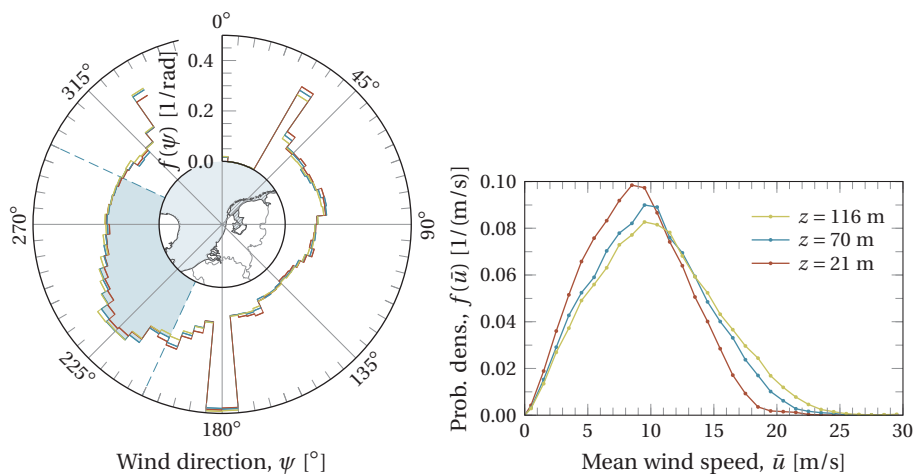 0°
45°
90°
135°
180°
225°
270°
315°
0.4
0.2
0.0
f(ψ) [1/rad]
Wind direction, ψ [°]
0.10
0.08
0.06
0.04
0.02
0.00
Prob. dens., f(ū) [1/(m/s)]
z = 116 m
z = 70 m
z = 21 m
0 5 10 15 20 25 30
Mean wind speed, ū [m/s]